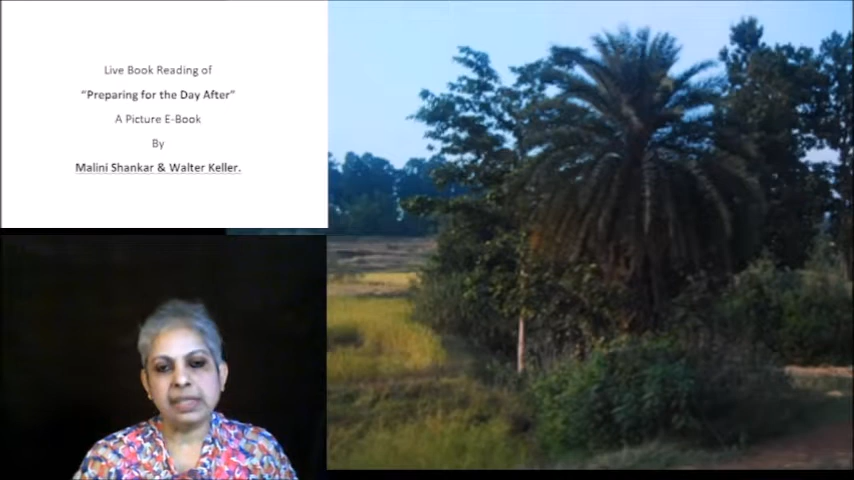 Live Book Reading of
“Preparing for the Day After”
A Picture E-Book
By
Malini Shankar & Walter Keller.